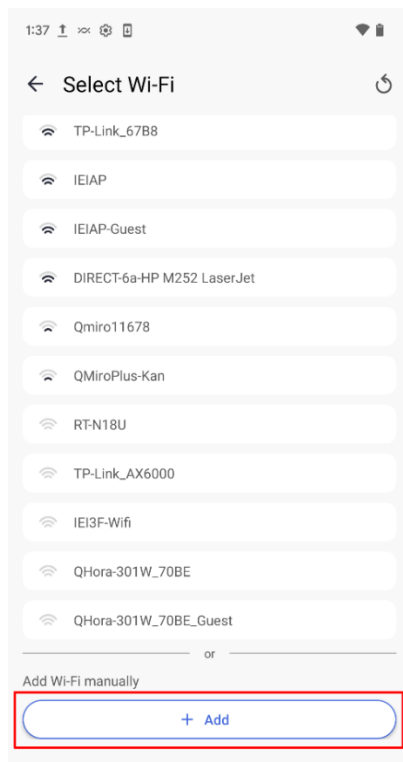 1:37
Select Wi-Fi
TP-Link_67B8
IEIAP
IEIAP-Guest
DIRECT-6a-HP M252 LaserJet
Qmiro11678
QMiroPlus-Kan
RT-N18U
TP-Link_AX6000
IEI3F-Wifi
QHora-301W_70BE
QHora-301W_70BE_Guest
or
Add Wi-Fi manually
+ Add